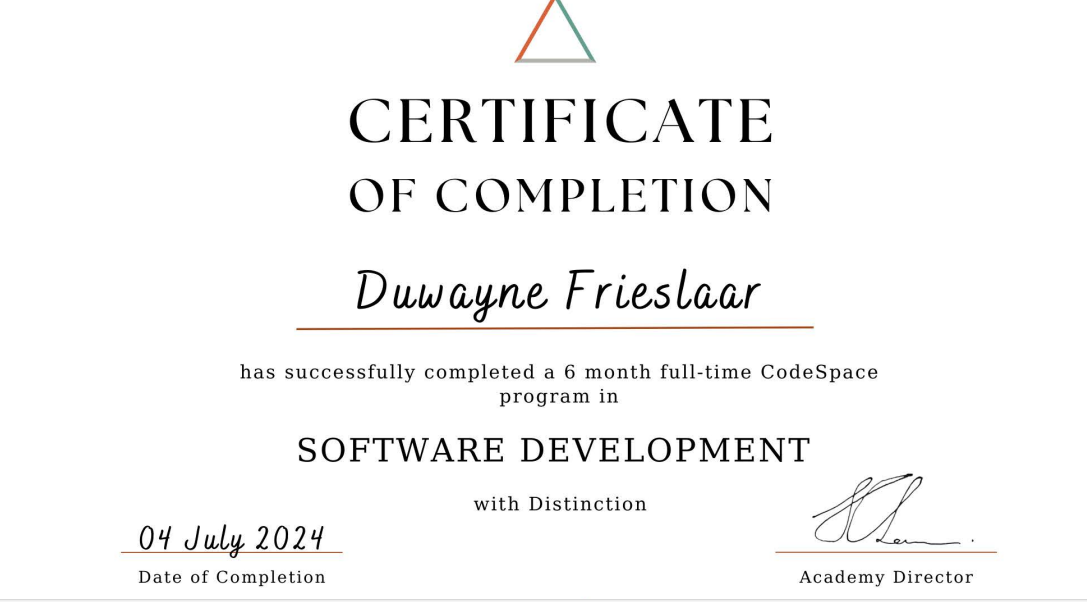 CERTIFICATE
OF COMPLETION
Duwayne Frieslaar
has successfully completed a 6 month full-time CodeSpace
program in
SOFTWARE DEVELOPMENT
with Distinction
04 July 2024
Date of Completion
Academy Director